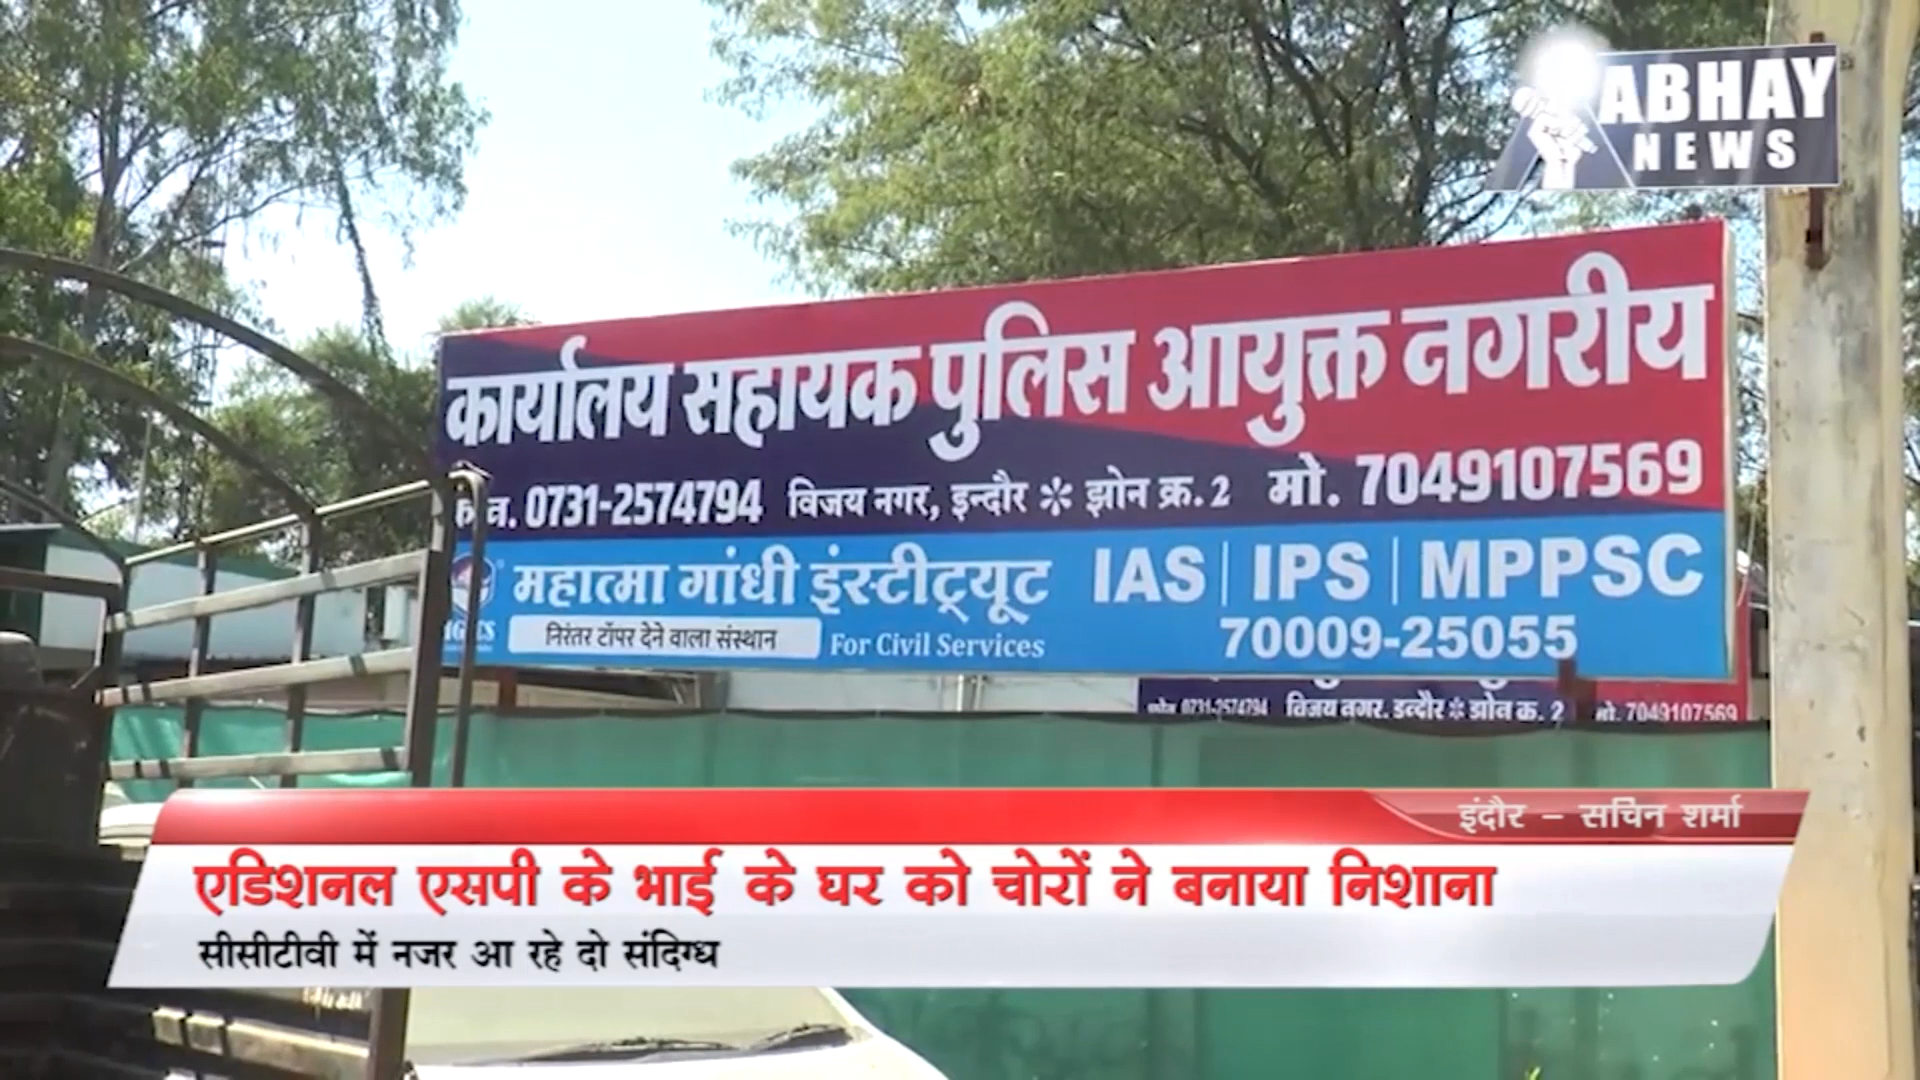 ABHAY
NEWS
कार्यालय सहायक पुलिस आयुक्त नगरीय
न. 0731-2574794 विजय नगर, इन्दौर * झोन क्र. 2 मो. 7049107569
महात्मा गांधी इंस्टीट्यूट IAS | IPS | MPPSC
निरंतर टॉपर देने वाला संस्थान For Civil Services 70009-25055
0731-2574794 विजय नगर, इन्दौर * झोन क्र. 2 मो. 7049107569
इंदौर – सचिन शर्मा
एडिशनल एसपी के भाई के घर को चोरों ने बनाया निशाना
सीसीटीवी में नजर आ रहे दो संदिग्ध